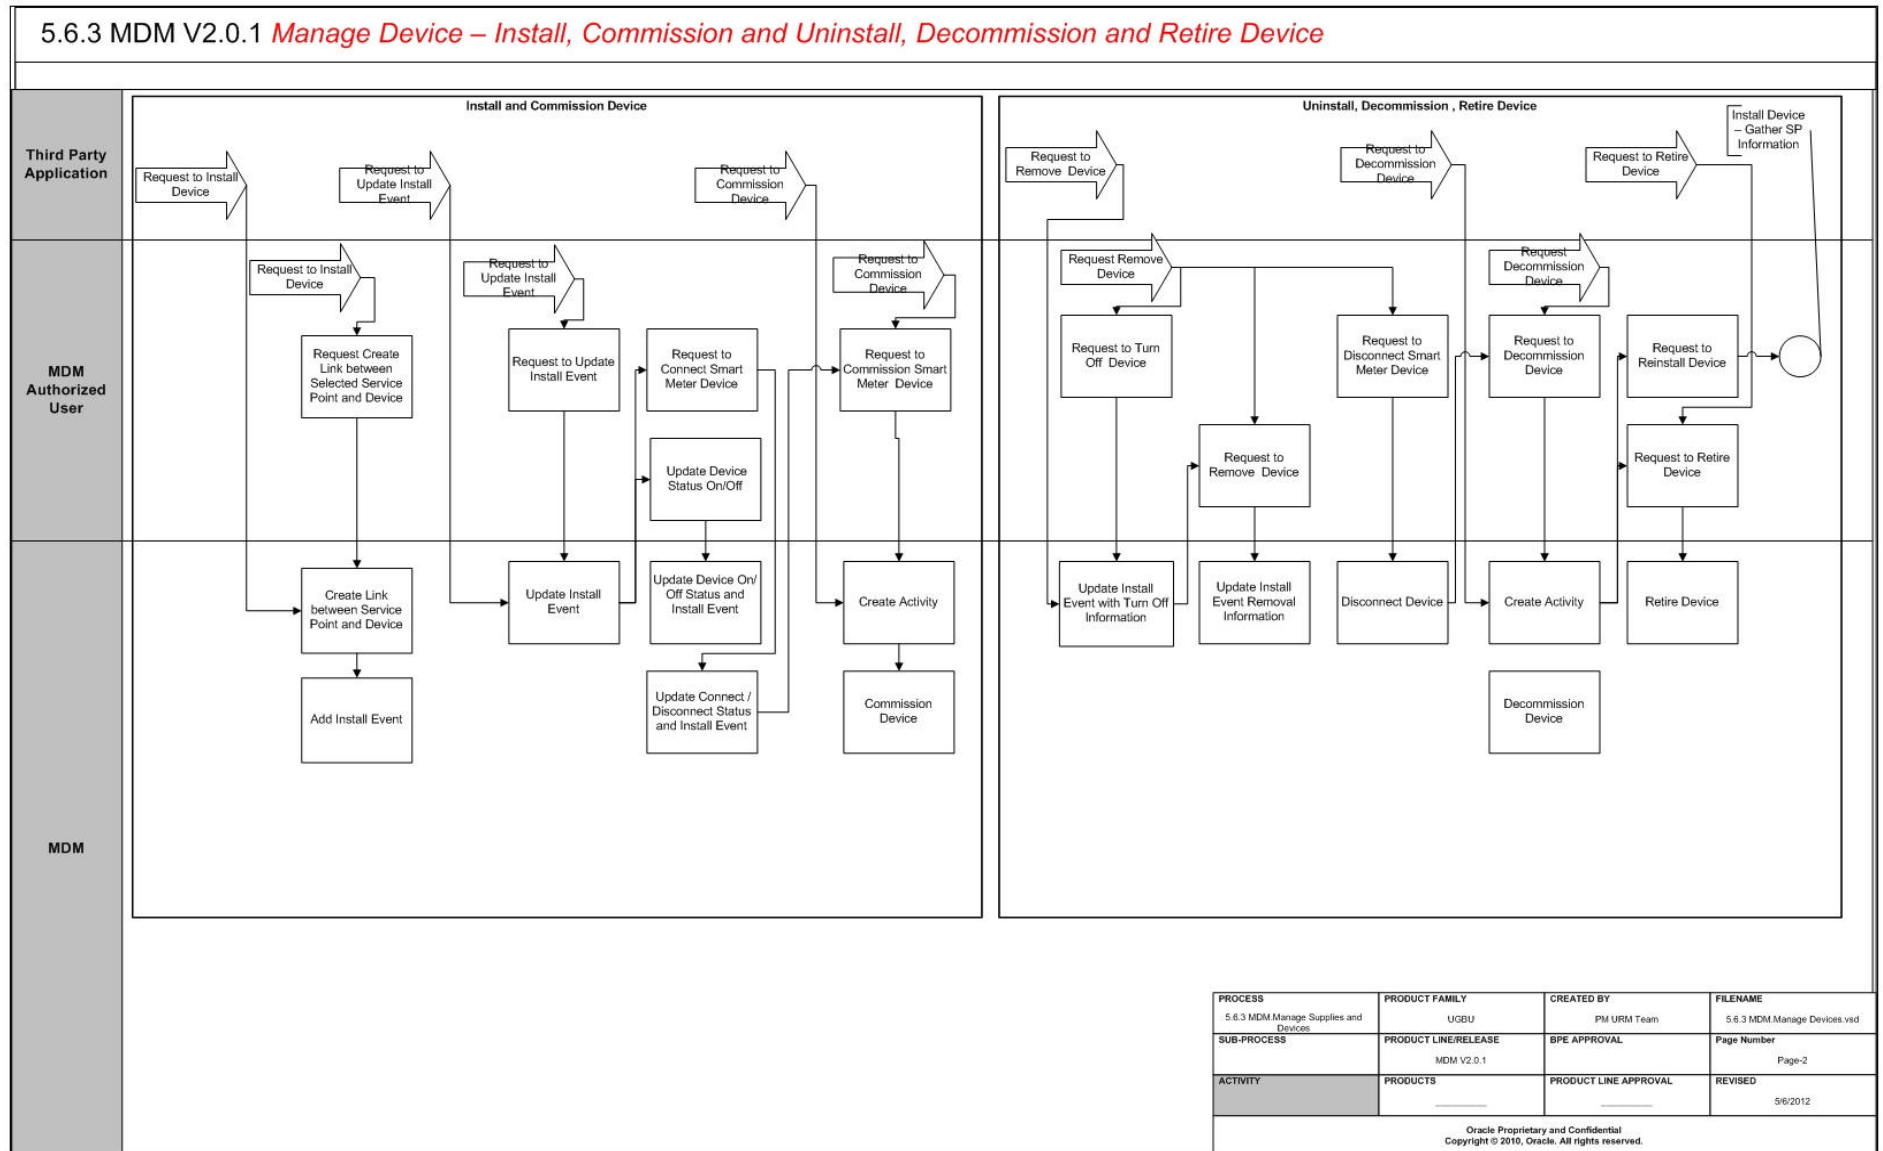 5.6.3 MDM V2.0.1 Manage Device – Install, Commission and Uninstall, Decommission and Retire Device
Third Party
Application
Install and Commission Device
Request to Install
Device
Request to
Update Install
Event
Request to
Commission
Device
Uninstall, Decommission , Retire Device
Request to
Remove Device
Request to
Decommission
Device
Request to Retire
Device
Install Device
– Gather SP
Information
MDM
Authorized
User
Request to Install
Device
Request to
Update Install
Event
Request to
Commission
Device
Request Create
Link between
Selected Service
Point and Device
Request to Update
Install Event
Request to
Connect Smart
Meter Device
Request to
Commission Smart
Meter Device
Update Device
Status On/Off
Request Remove
Device
Request
Decommission
Device
Request to Turn
Off Device
Request to
Disconnect Smart
Meter Device
Request to
Decommission
Device
Request to
Reinstall Device
Request to
Remove Device
Request to Retire
Device
MDM
Create Link
between Service
Point and Device
Update Install
Event
Update Device On/
Off Status and
Install Event
Create Activity
Add Install Event
Update Connect /
Disconnect Status
and Install Event
Commission
Device
Update Install
Event with Turn Off
Information
Update Install
Event Removal
Information
Disconnect Device
Create Activity
Retire Device
Decommission
Device
PROCESS
5.6.3 MDM.Manage Supplies and
Devices
PRODUCT FAMILY
UGBU
CREATED BY
PM URM Team
FILENAME
5.6.3 MDM.Manage Devices.vsd
SUB-PROCESS
PRODUCT LINE/RELEASE
MDM V2.0.1
BPE APPROVAL
Page Number
Page-2
ACTIVITY
PRODUCTS
PRODUCT LINE APPROVAL
REVISED
5/6/2012
Oracle Proprietary and Confidential
Copyright © 2010, Oracle. All rights reserved.